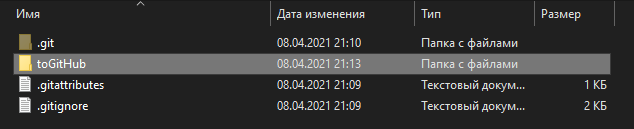 Имя Дата изменения Тип Размер
.git 08.04.2021 21:10 Папка с файлами
toGitHub 08.04.2021 21:13 Папка с файлами
.gitattributes 08.04.2021 21:09 Текстовый докум... 1 КБ
.gitignore 08.04.2021 21:09 Текстовый докум... 2 КБ